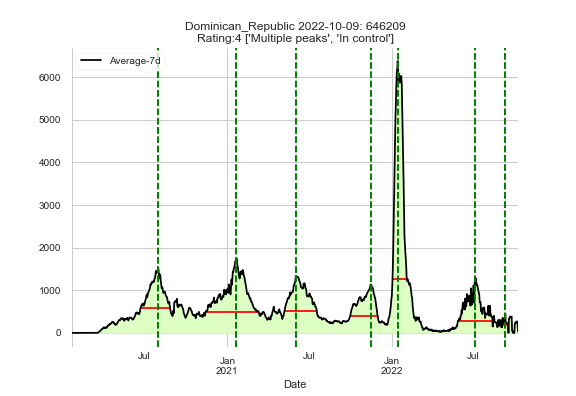 Dominican_Republic 2022-10-09: 646209
Rating:4 ['Multiple peaks', 'In control']
Average-7d
6000
5000
4000
3000
2000
1000
0
Jul
Jan
2021
Jul
Jan
2022
Jul
Date